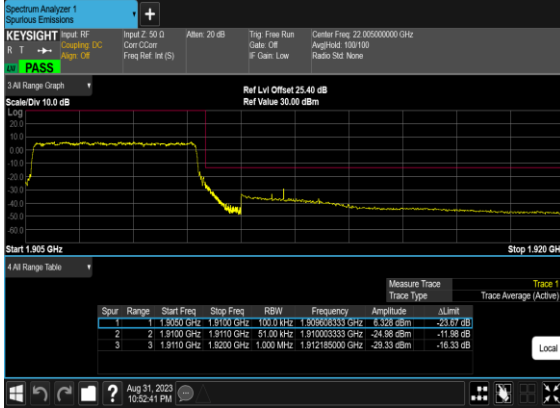 Spectrum Analyzer 1
Spurious Emissions
+
KEYSIGHT Input: RF Input Z: 50 Ω Atten: 20 dB Trig: Free Run Center Freq: 22.005000000 GHz
R T Coupling: DC Corr CCorr Gate: Off Avg|Hold: 100/100
Align: Off Freq Ref: Int (S) IF Gain: Low Radio Std: None
PASS
3 All Range Graph Ref Lvl Offset 25.40 dB
Scale/Div 10.0 dB Ref Value 30.00 dBm
Log
20.0
10.0
0.00
-10.0
-20.0
-30.0
-40.0
-50.0
-60.0
Start 1.905 GHz Stop 1.920 GH
4 All Range Table
Measure Trace Trace 1
Trace Type Trace Average (Active)
Spur Range Start Freq Stop Freq RBW Frequency Amplitude ΔLimit
1 1 1.9050 GHz 1.9100 GHz 100.0 kHz 1.909608333 GHz 6.328 dBm -23.67 dB
2 2 1.9100 GHz 1.9110 GHz 51.00 kHz 1.910003333 GHz -24.98 dBm -11.98 dB
3 3 1.9110 GHz 1.9200 GHz 1.000 MHz 1.912185000 GHz -29.33 dBm -16.33 dB
Local
? Aug 31, 2023
10:52:41 PM